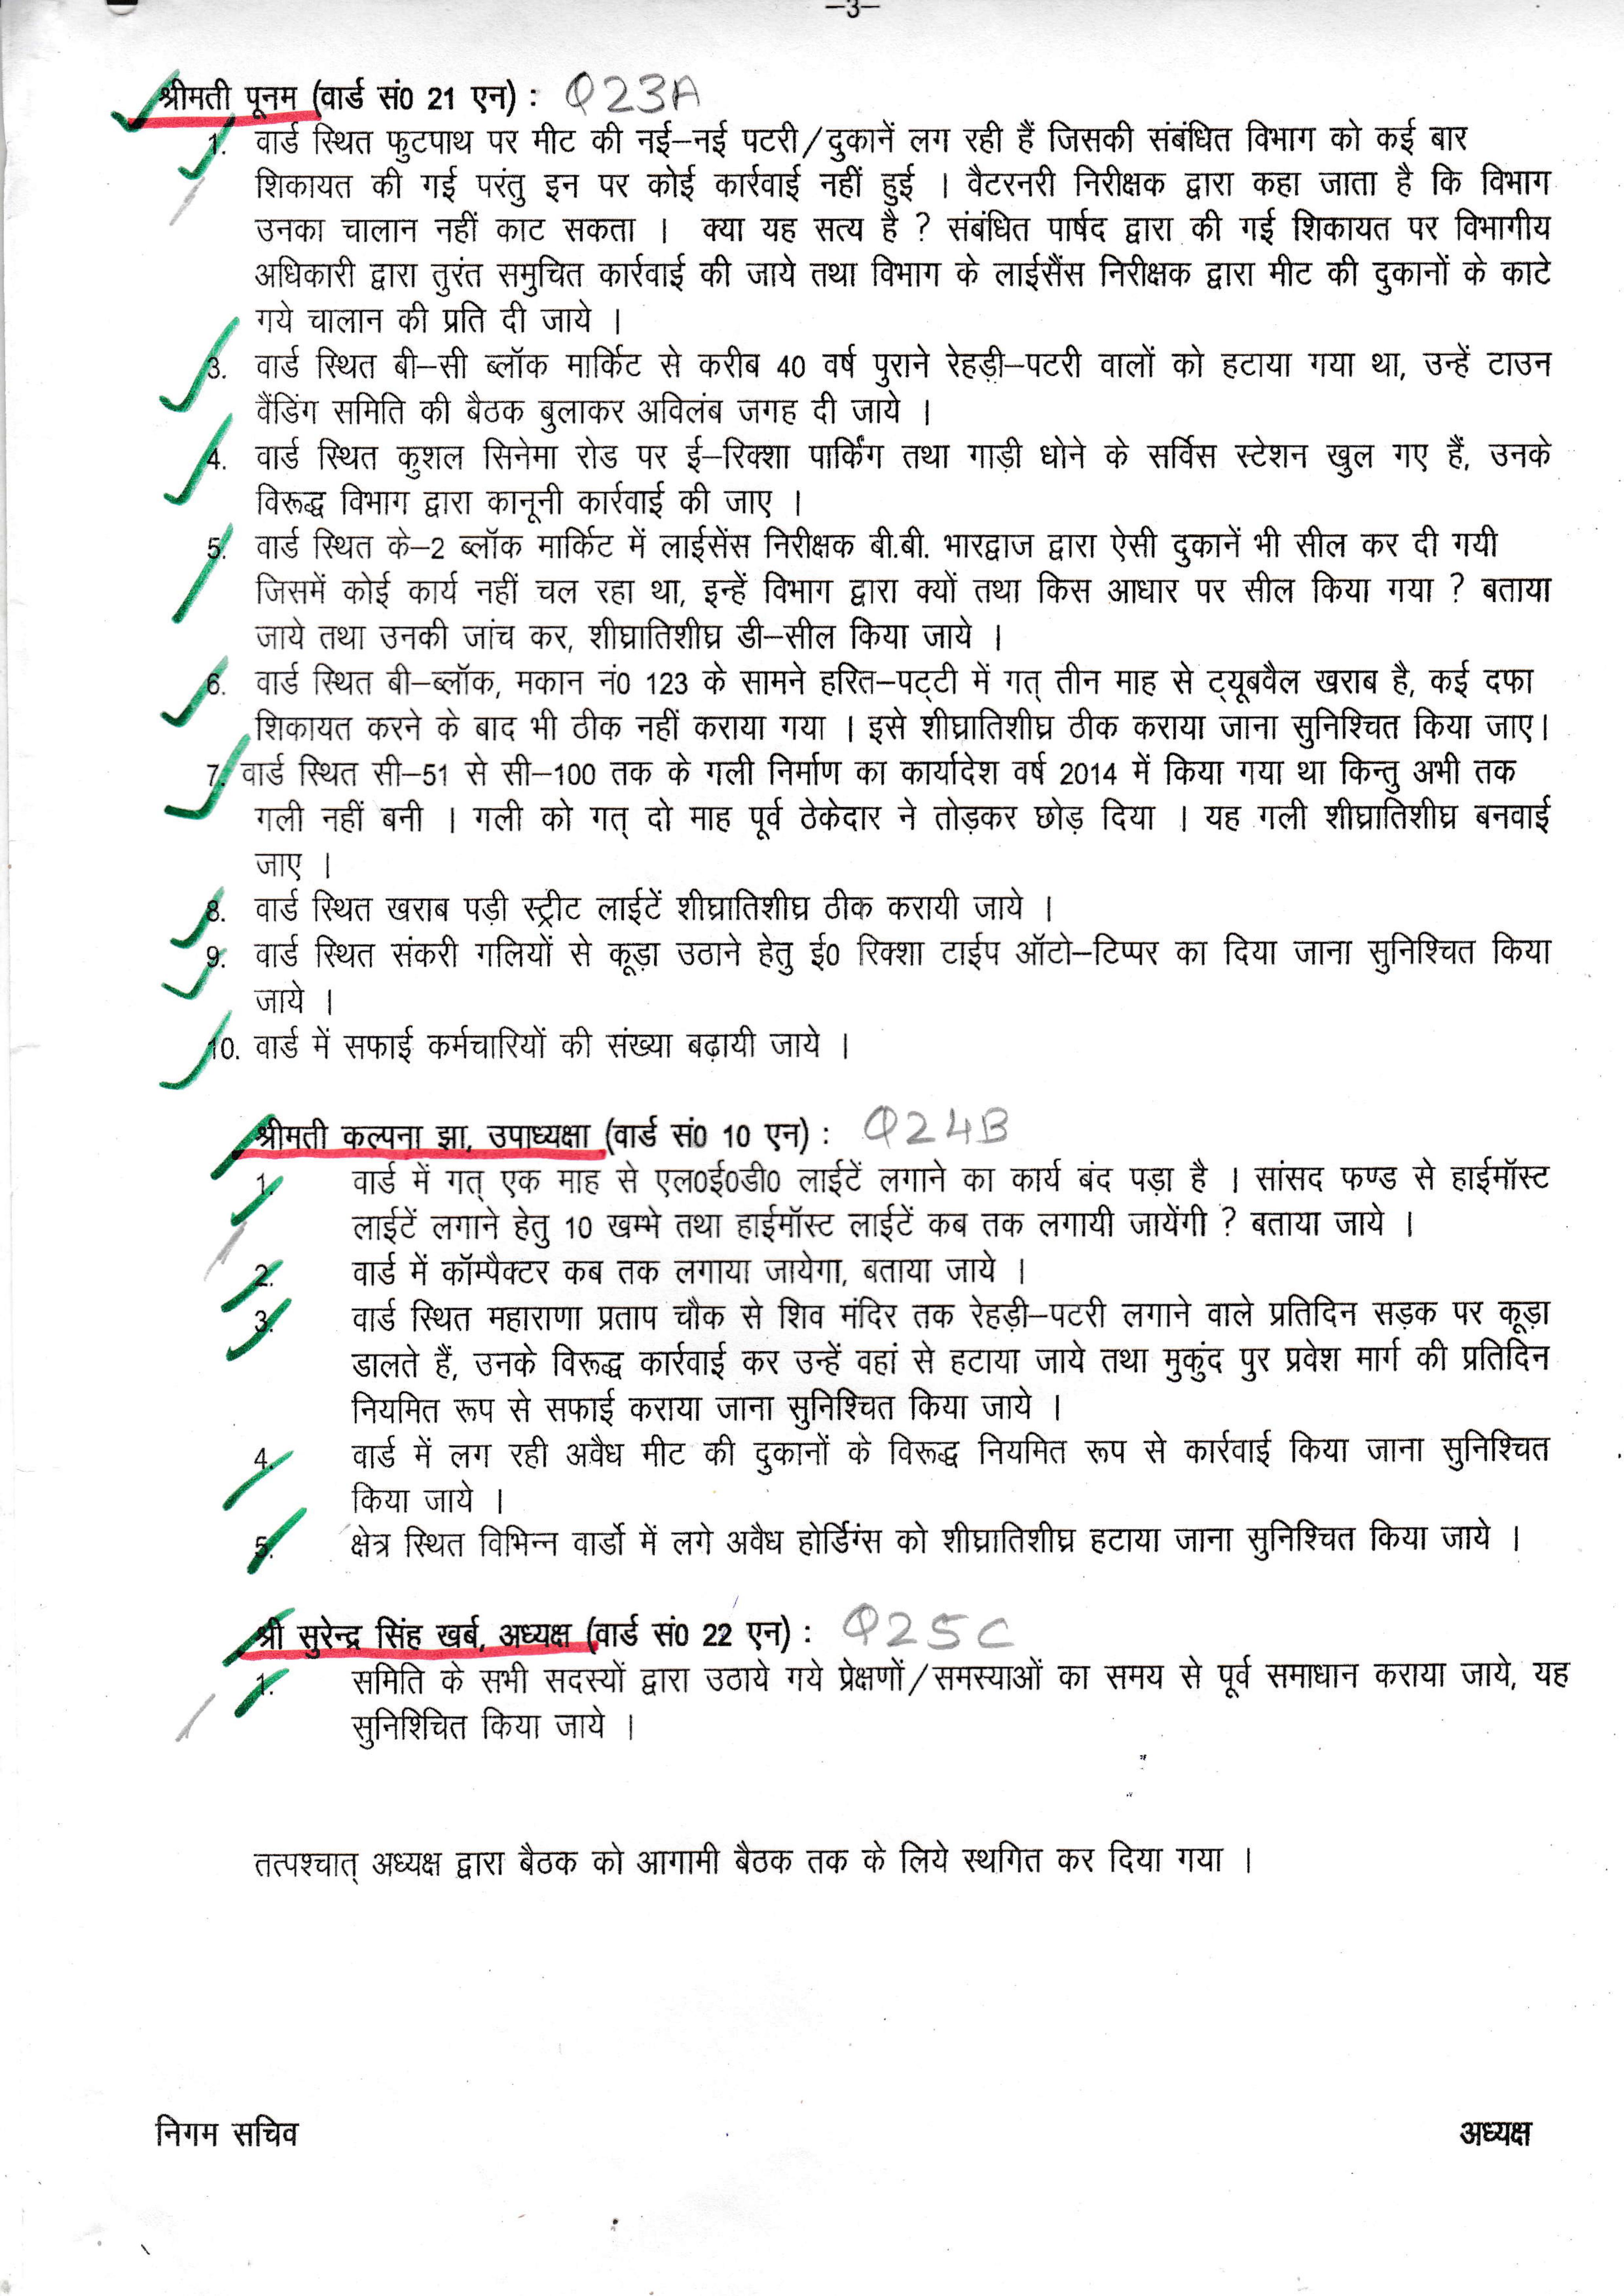 –3–
श्रीमती पूनम (वार्ड सं0 21 एन) : Q23A
1. वार्ड स्थित फुटपाथ पर मीट की नई–नई पटरी/दुकानें लग रही हैं जिसकी संबंधित विभाग को कई बार
शिकायत की गई परंतु इन पर कोई कार्रवाई नहीं हुई । वैटरनरी निरीक्षक द्वारा कहा जाता है कि विभाग
उनका चालान नहीं काट सकता । क्या यह सत्य है ? संबंधित पार्षद द्वारा की गई शिकायत पर विभागीय
अधिकारी द्वारा तुरंत समुचित कार्रवाई की जाये तथा विभाग के लाईसैंस निरीक्षक द्वारा मीट की दुकानों के काटे
गये चालान की प्रति दी जाये ।
3. वार्ड स्थित बी–सी ब्लॉक मार्किट से करीब 40 वर्ष पुराने रेहड़ी–पटरी वालों को हटाया गया था, उन्हें टाउन
वैंडिंग समिति की बैठक बुलाकर अविलंब जगह दी जाये ।
4. वार्ड स्थित कुशल सिनेमा रोड पर ई–रिक्शा पार्किंग तथा गाड़ी धोने के सर्विस स्टेशन खुल गए हैं, उनके
विरूद्ध विभाग द्वारा कानूनी कार्रवाई की जाए ।
5. वार्ड स्थित के–2 ब्लॉक मार्किट में लाईसेंस निरीक्षक बी.बी. भारद्वाज द्वारा ऐसी दुकानें भी सील कर दी गयी
जिसमें कोई कार्य नहीं चल रहा था, इन्हें विभाग द्वारा क्यों तथा किस आधार पर सील किया गया ? बताया
जाये तथा उनकी जांच कर, शीघ्रातिशीघ्र डी–सील किया जाये ।
6. वार्ड स्थित बी–ब्लॉक, मकान नं0 123 के सामने हरित–पट्टी में गत् तीन माह से ट्यूबवैल खराब है, कई दफा
शिकायत करने के बाद भी ठीक नहीं कराया गया । इसे शीघ्रातिशीघ्र ठीक कराया जाना सुनिश्चित किया जाए।
7. वार्ड स्थित सी–51 से सी–100 तक के गली निर्माण का कार्यादेश वर्ष 2014 में किया गया था किन्तु अभी तक
गली नहीं बनी । गली को गत् दो माह पूर्व ठेकेदार ने तोड़कर छोड़ दिया । यह गली शीघ्रातिशीघ्र बनवाई
जाए ।
8. वार्ड स्थित खराब पड़ी स्ट्रीट लाईटें शीघ्रातिशीघ्र ठीक करायी जाये ।
9. वार्ड स्थित संकरी गलियों से कूड़ा उठाने हेतु ई0 रिक्शा टाईप ऑटो–टिप्पर का दिया जाना सुनिश्चित किया
जाये ।
10. वार्ड में सफाई कर्मचारियों की संख्या बढ़ायी जाये ।
श्रीमती कल्पना झा, उपाध्यक्षा (वार्ड सं0 10 एन) : Q24B
1. वार्ड में गत् एक माह से एल0ई0डी0 लाईटें लगाने का कार्य बंद पड़ा है । सांसद फण्ड से हाईमॉस्ट
लाईटें लगाने हेतु 10 खम्भे तथा हाईमॉस्ट लाईटें कब तक लगायी जायेंगी ? बताया जाये ।
2. वार्ड में कॉम्पैक्टर कब तक लगाया जायेगा, बताया जाये ।
3. वार्ड स्थित महाराणा प्रताप चौक से शिव मंदिर तक रेहड़ी–पटरी लगाने वाले प्रतिदिन सड़क पर कूड़ा
डालते हैं, उनके विरूद्ध कार्रवाई कर उन्हें वहां से हटाया जाये तथा मुकुंद पुर प्रवेश मार्ग की प्रतिदिन
नियमित रूप से सफाई कराया जाना सुनिश्चित किया जाये ।
4. वार्ड में लग रही अवैध मीट की दुकानों के विरूद्ध नियमित रूप से कार्रवाई किया जाना सुनिश्चित
किया जाये ।
5. क्षेत्र स्थित विभिन्न वार्डो में लगे अवैध होर्डिंग्स को शीघ्रातिशीघ्र हटाया जाना सुनिश्चित किया जाये ।
श्री सुरेन्द्र सिंह खर्ब, अध्यक्ष (वार्ड सं0 22 एन) : Q25C
1. समिति के सभी सदस्यों द्वारा उठाये गये प्रेक्षणों/समस्याओं का समय से पूर्व समाधान कराया जाये, यह
सुनिश्चित किया जाये ।
तत्पश्चात् अध्यक्ष द्वारा बैठक को आगामी बैठक तक के लिये स्थगित कर दिया गया ।
निगम सचिव अध्यक्ष